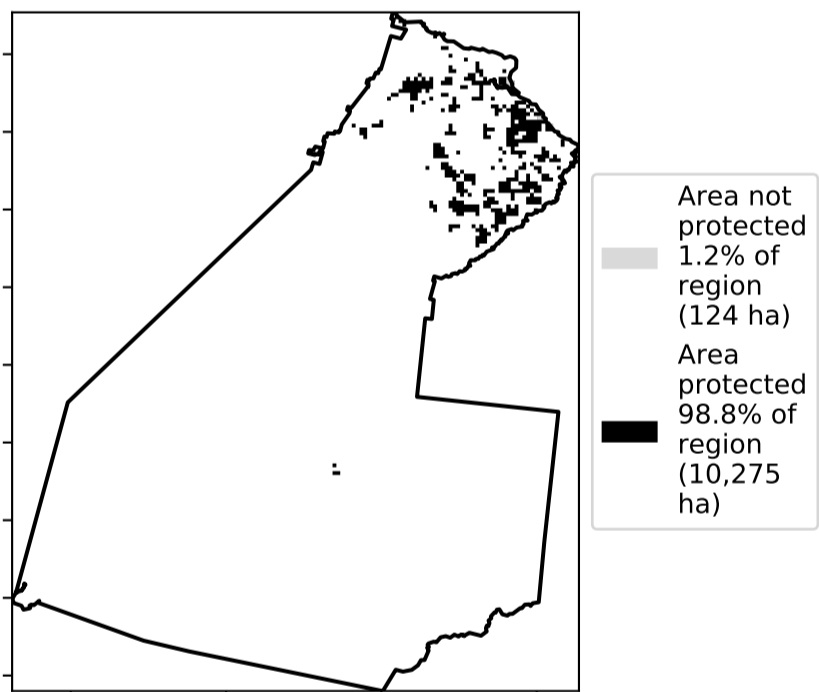 Area not
protected
1.2% of
region
(124 ha)
Area
protected
98.8% of
region
(10,275
ha)